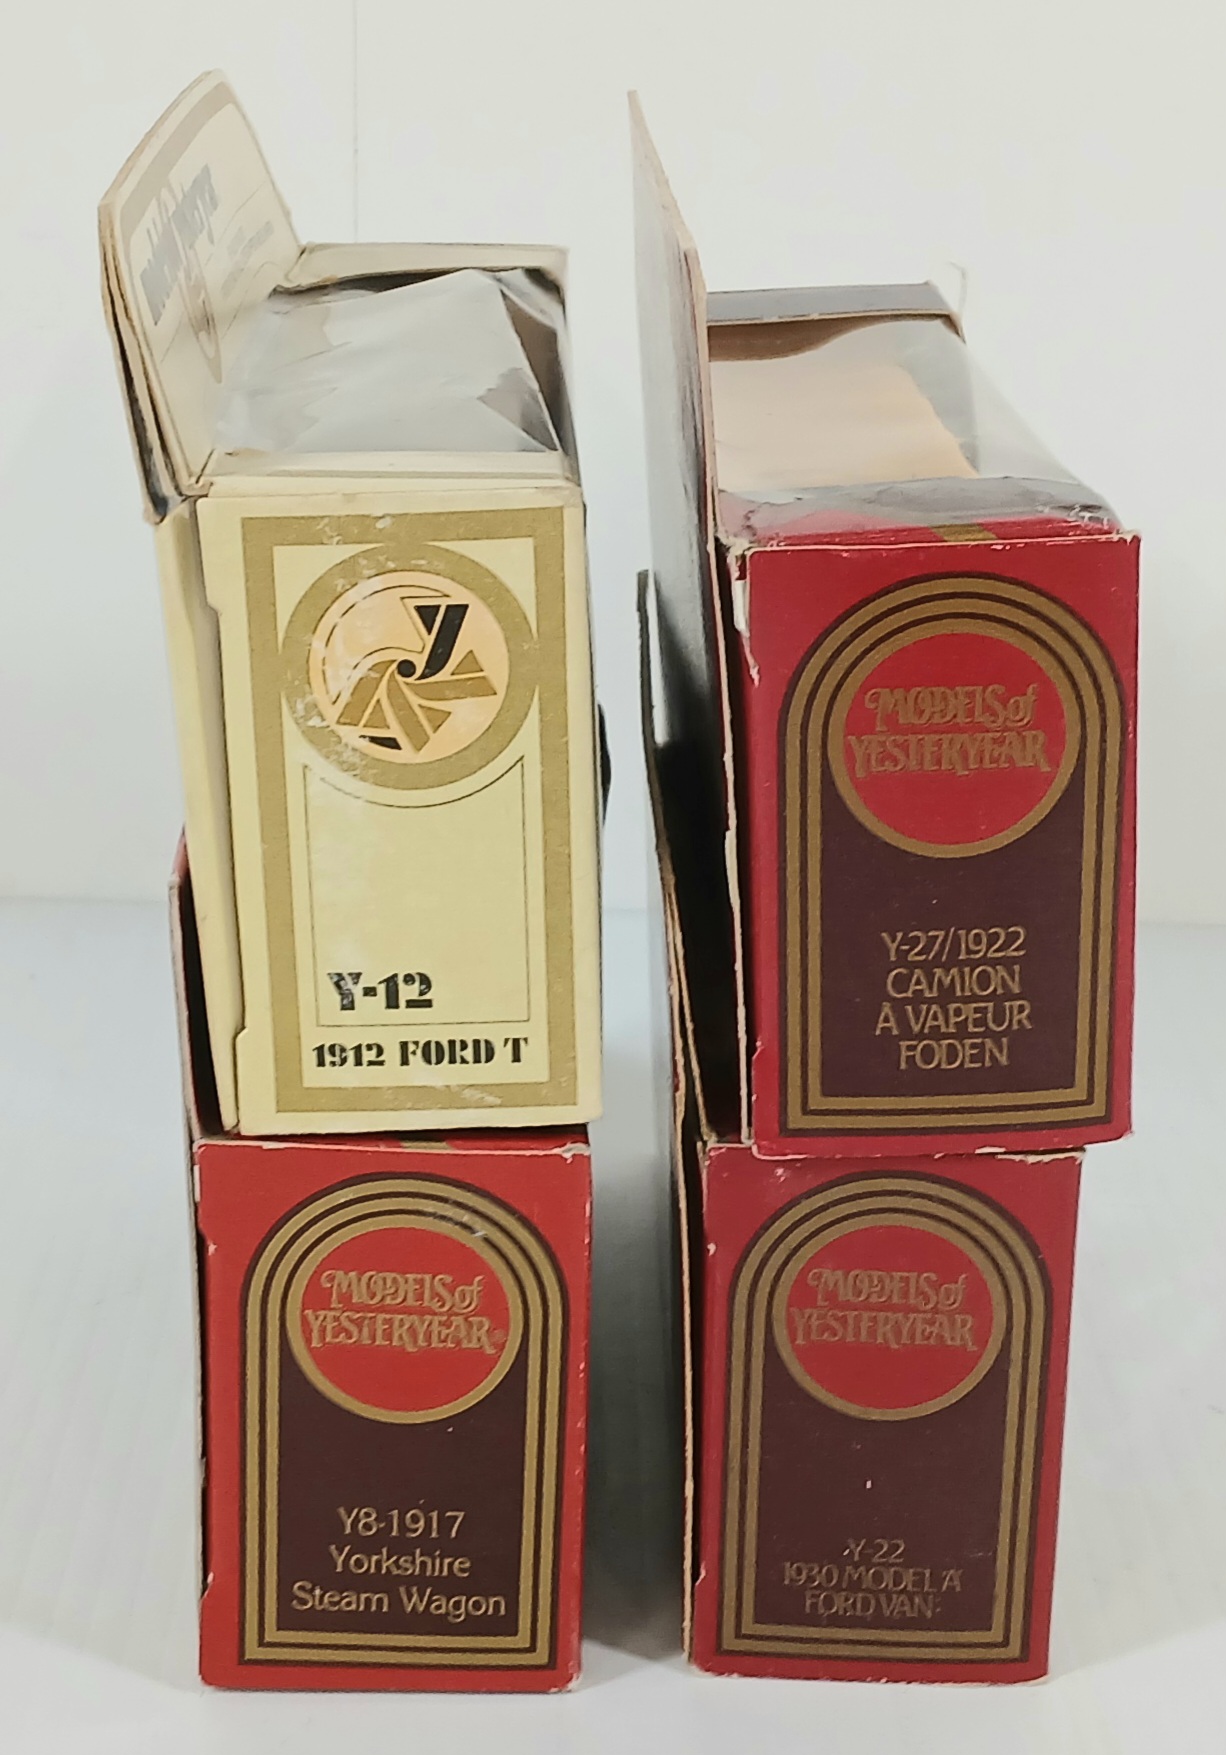 y
Y-12
1912 FORD T
MODELS of
YESTERYEAR
Y-27/1922
CAMION
À VAPEUR
FODEN
MODELS of
YESTERYEAR®
Y8-1917
Yorkshire
Steam Wagon
MODELS of
YESTERYEAR
Y-22
1930 MODEL 'A'
FORD VAN